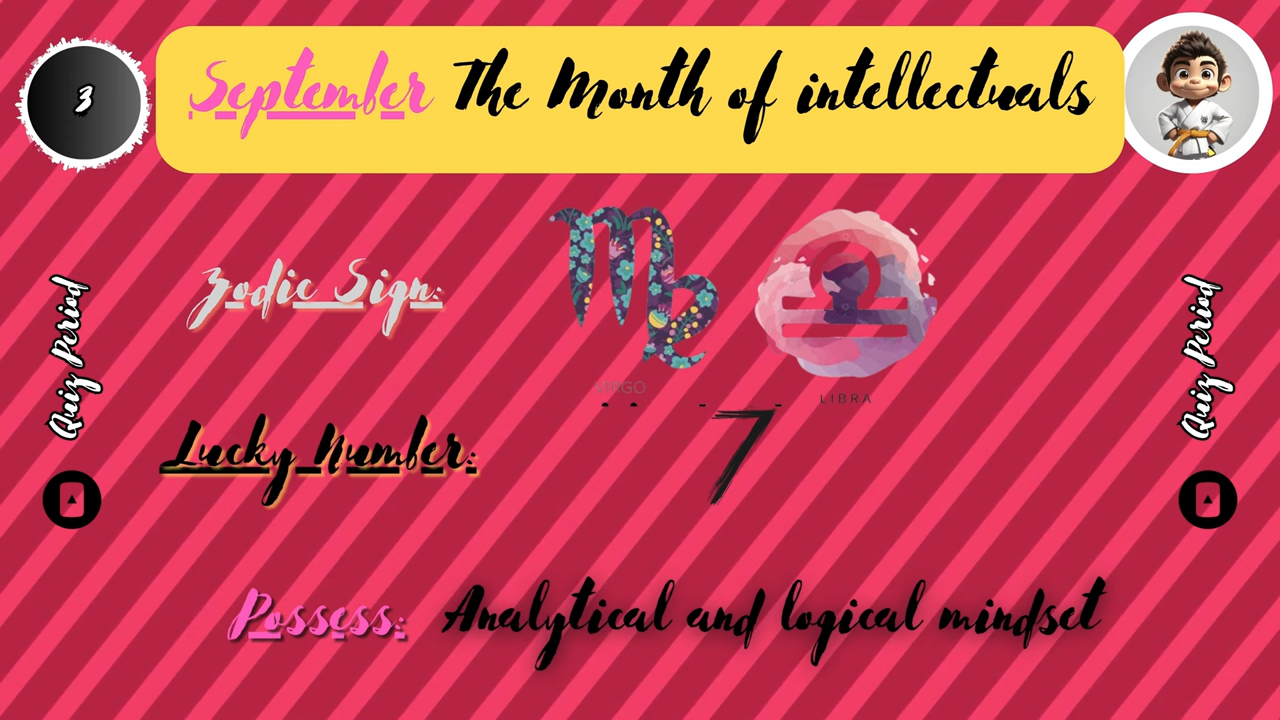 3
September The Month of intellectuals
Zodic Sign:
VIRGO
LIBRA
Lucky Number:
7
Possess: Analytical and logical mindset
Quiz Period
Quiz Period